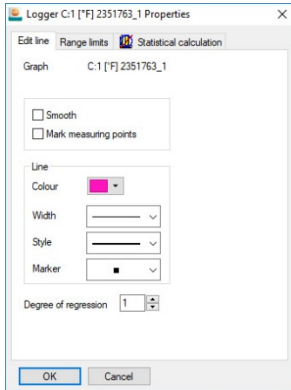 Logger C:1 [°F] 2351763_1 Properties
Edit line Range limits Statistical calculation
Graph C:1 [°F] 2351763_1
Smooth
Mark measuring points
Line
Colour
Width
Style
Marker
Degree of regression 1
OK Cancel